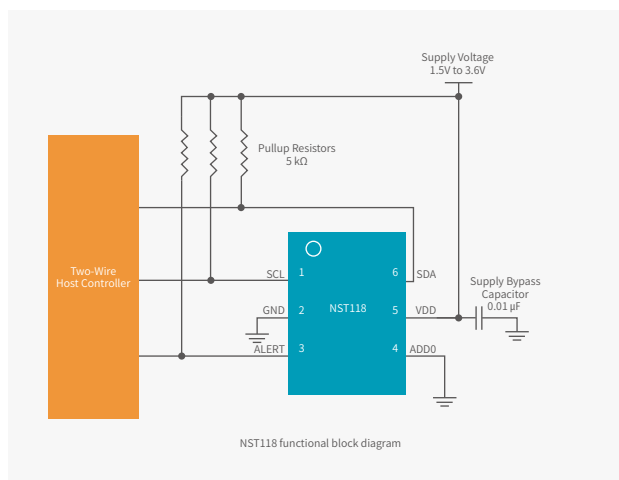 Supply Voltage
1.5V to 3.6V
Pullup Resistors
5 kΩ
Two-Wire
Host Controller
SCL
1
6
SDA
Supply Bypass
Capacitor
0.01 µF
GND
2
NST118
5
VDD
ALERT
3
4
ADD0
NST118 functional block diagram